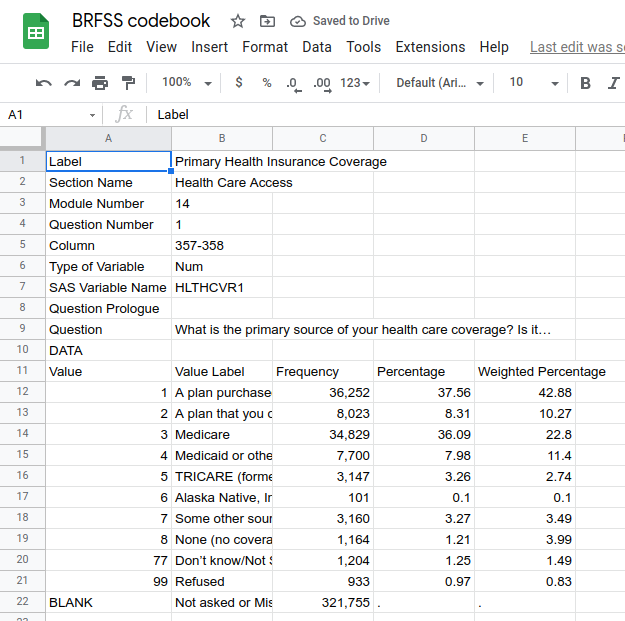 BRFSS codebook Saved to Drive
File Edit View Insert Format Data Tools Extensions Help Last edit was
100% $ % .0 .00 123 Default (Ari... 10 B I
A1 fx Label
A B C D E
1 Label Primary Health Insurance Coverage
2 Section Name Health Care Access
3 Module Number 14
4 Question Number 1
5 Column 357-358
6 Type of Variable Num
7 SAS Variable Name HLTHCVR1
8 Question Prologue
9 Question What is the primary source of your health care coverage? Is it…
10 DATA
11 Value Value Label Frequency Percentage Weighted Percentage
12 1 A plan purchase 36,252 37.56 42.88
13 2 A plan that you 8,023 8.31 10.27
14 3 Medicare 34,829 36.09 22.8
15 4 Medicaid or othe 7,700 7.98 11.4
16 5 TRICARE (forme 3,147 3.26 2.74
17 6 Alaska Native, 101 0.1 0.1
18 7 Some other sour 3,160 3.27 3.49
19 8 None (no covera 1,164 1.21 3.99
20 77 Don't know/Not 1,204 1.25 1.49
21 99 Refused 933 0.97 0.83
22 BLANK Not asked or Mis 321,755 . .